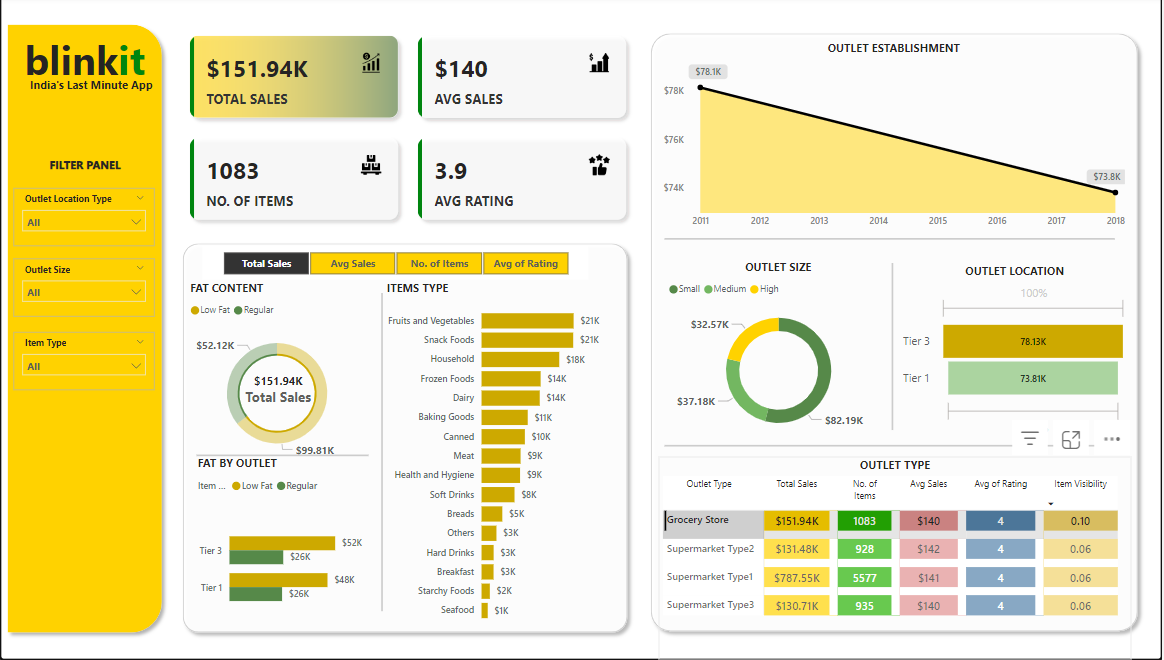 blinkit
India's Last Minute App
FILTER PANEL
Outlet Location Type
All
Outlet Size
All
Item Type
All
$151.94K
TOTAL SALES
$140
AVG SALES
1083
NO. OF ITEMS
3.9
AVG RATING
Total Sales Avg Sales No. of Items Avg of Rating
FAT CONTENT
Low Fat Regular
$52.12K
$151.94K
Total Sales
$99.81K
FAT BY OUTLET
Item ... Low Fat Regular
Tier 3 $52K
$26K
Tier 1 $48K
$26K
ITEMS TYPE
Fruits and Vegetables $21K
Snack Foods $21K
Household $18K
Frozen Foods $14K
Dairy $14K
Baking Goods $11K
Canned $10K
Meat $9K
Health and Hygiene $9K
Soft Drinks $8K
Breads $5K
Others $3K
Hard Drinks $3K
Breakfast $3K
Starchy Foods $2K
Seafood $1K
OUTLET ESTABLISHMENT
$78.1K
$78K
$76K
$74K
$73.8K
2011 2012 2013 2014 2015 2016 2017 2018
OUTLET SIZE
Small Medium High
$32.57K
$37.18K
$82.19K
OUTLET LOCATION
100%
Tier 3 78.13K
Tier 1 73.81K
OUTLET TYPE
Outlet Type Total Sales No. of Items Avg Sales Avg of Rating Item Visibility
Grocery Store $151.94K 1083 $140 4 0.10
Supermarket Type2 $131.48K 928 $142 4 0.06
Supermarket Type1 $787.55K 5577 $141 4 0.06
Supermarket Type3 $130.71K 935 $140 4 0.06